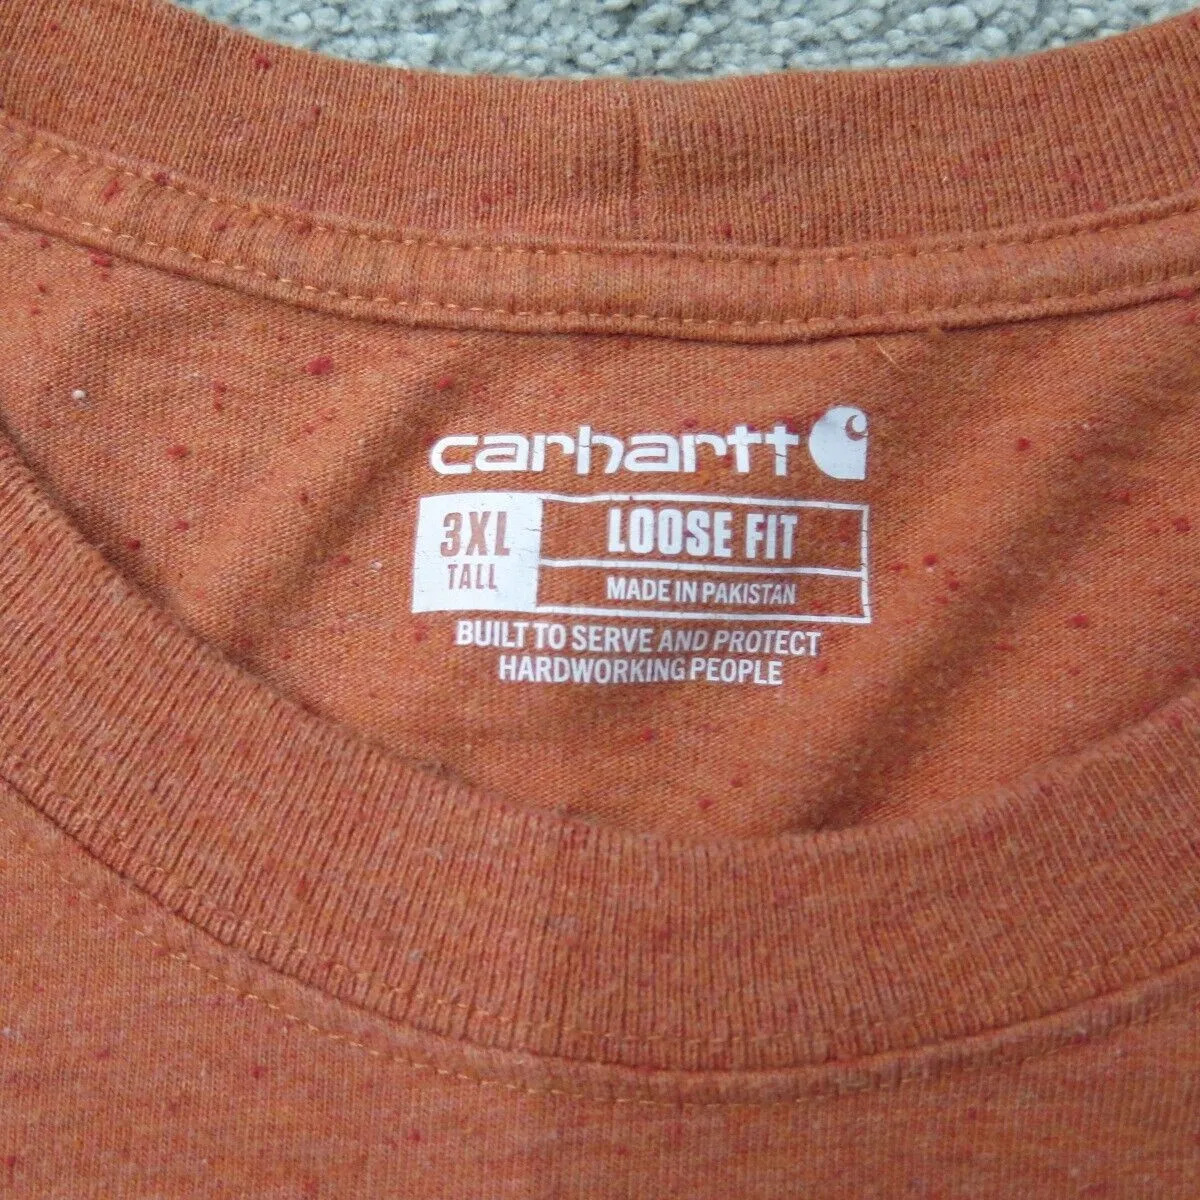 carhartt
3XL
TALL
LOOSE FIT
MADE IN PAKISTAN
BUILT TO SERVE AND PROTECT
HARDWORKING PEOPLE